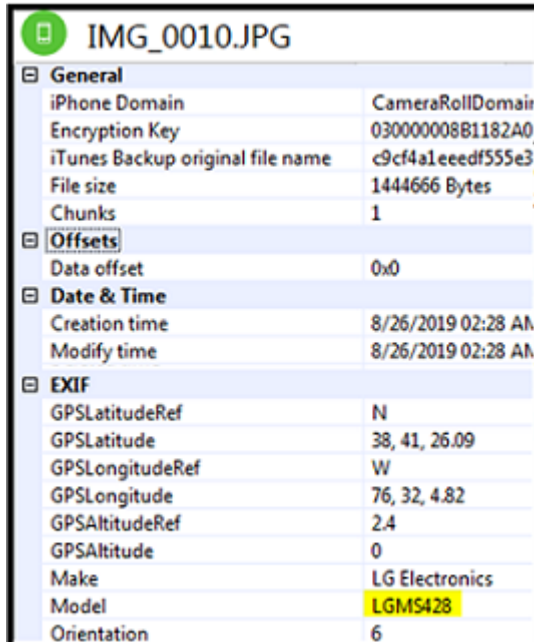 IMG_0010.JPG
General
iPhone Domain CameraRollDomain
Encryption Key 030000008B1182A0
iTunes Backup original file name c9cf4a1eeedf555e3
File size 1444666 Bytes
Chunks 1
Offsets
Data offset 0x0
Date & Time
Creation time 8/26/2019 02:28 AM
Modify time 8/26/2019 02:28 AM
EXIF
GPSLatitudeRef N
GPSLatitude 38, 41, 26.09
GPSLongitudeRef W
GPSLongitude 76, 32, 4.82
GPSAltitudeRef 2.4
GPSAltitude 0
Make LG Electronics
Model LGMS428
Orientation 6